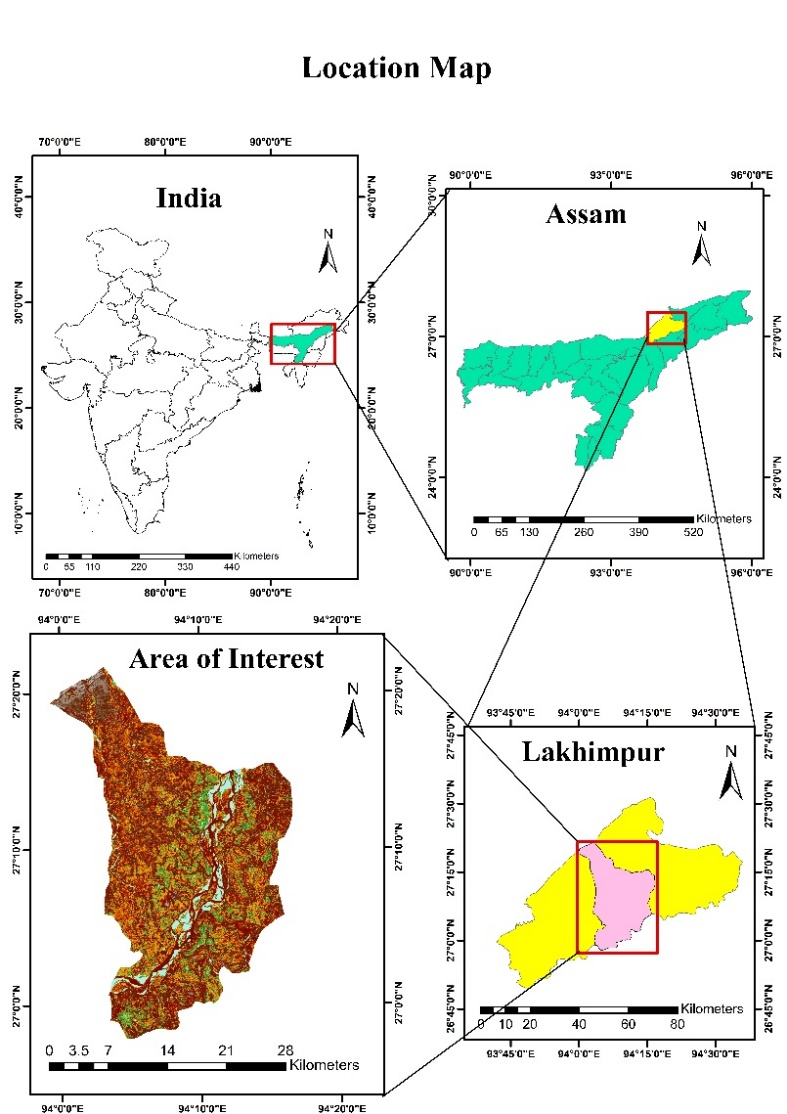 Location Map
70°0'0"E 80°0'0"E 90°0'0"E
India
N
40°0'0"N 30°0'0"N 20°0'0"N 10°0'0"N
40°0'0"N 30°0'0"N 20°0'0"N 10°0'0"N
0 55 110 220 330 440 Kilometers
70°0'0"E 80°0'0"E 90°0'0"E
90°0'0"E 93°0'0"E 96°0'0"E
Assam
N
30°0'0"N 27°0'0"N 24°0'0"N
27°0'0"N 24°0'0"N
0 65 130 260 390 520 Kilometers
90°0'0"E 93°0'0"E 96°0'0"E
94°0'0"E 94°10'0"E 94°20'0"E
Area of Interest
N
27°20'0"N 27°10'0"N 27°0'0"N
27°20'0"N 27°10'0"N 27°0'0"N
0 3.5 7 14 21 28 Kilometers
94°0'0"E 94°10'0"E 94°20'0"E
93°45'0"E 94°0'0"E 94°15'0"E 94°30'0"E
Lakhimpur
N
27°45'0"N 27°30'0"N 27°15'0"N 27°0'0"N 26°45'0"N
27°45'0"N 27°30'0"N 27°15'0"N 27°0'0"N 26°45'0"N
0 10 20 40 60 80 Kilometers
93°45'0"E 94°0'0"E 94°15'0"E 94°30'0"E